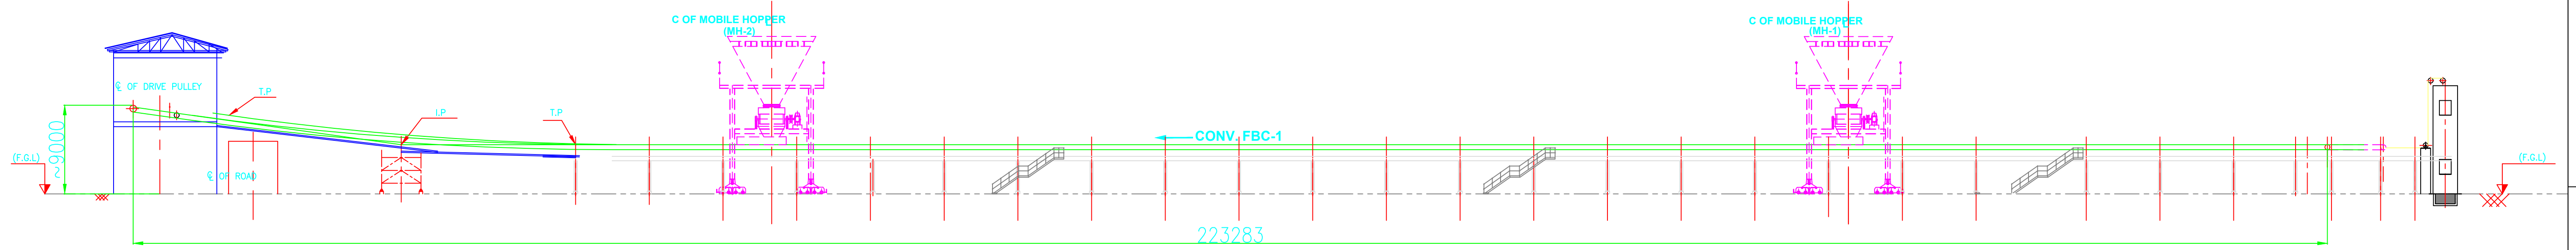 C OF MOBILE HOPPER
(MH-2)
C OF MOBILE HOPPER
(MH-1)
℄ OF DRIVE PULLEY
T.P
I.P
T.P
~9000
CONV. FBC-1
(F.G.L)
(F.G.L)
℄ OF ROAD
223283